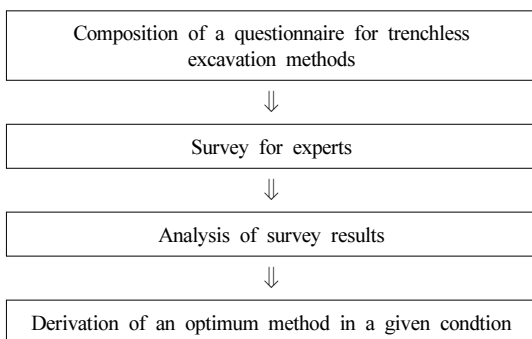 Composition of a questionnaire for trenchless
excavation methods
⇓
Survey for experts
⇓
Analysis of survey results
⇓
Derivation of an optimum method in a given condtion